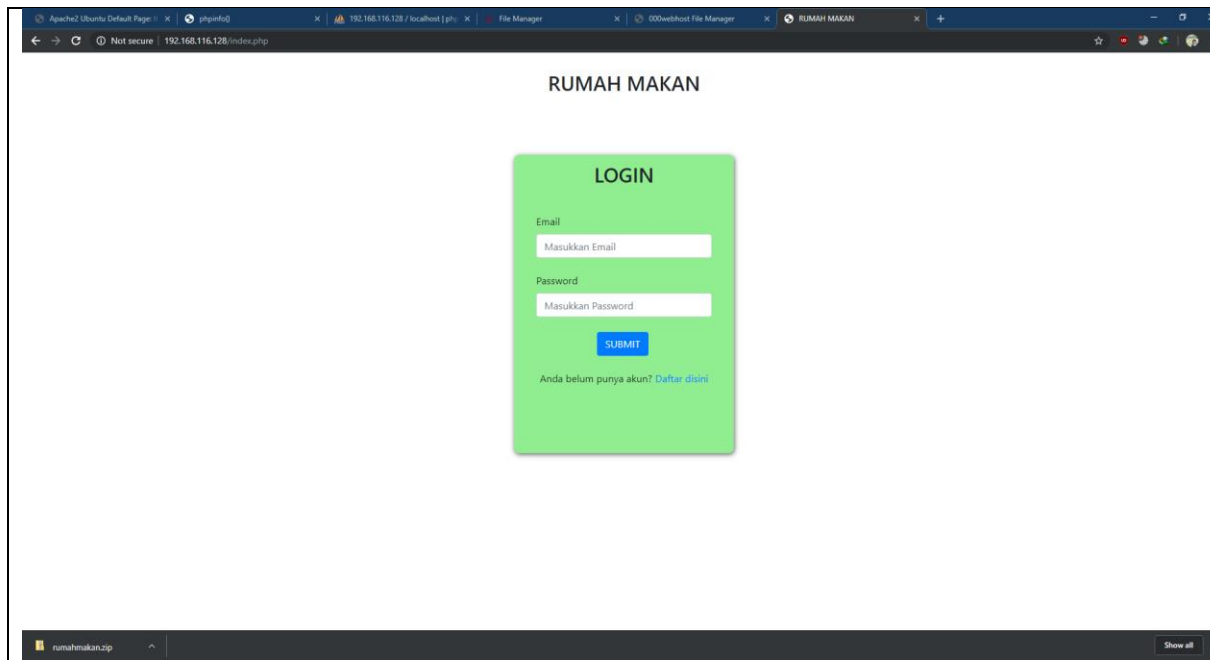 Apache2 Ubuntu Default Page: It
phpinfo()
192.168.116.128 / localhost | php
File Manager
000webhost File Manager
RUMAH MAKAN
Not secure | 192.168.116.128/index.php
RUMAH MAKAN
LOGIN
Email
Masukkan Email
Password
Masukkan Password
SUBMIT
Anda belum punya akun? Daftar disini
rumahmakan.zip
Show all